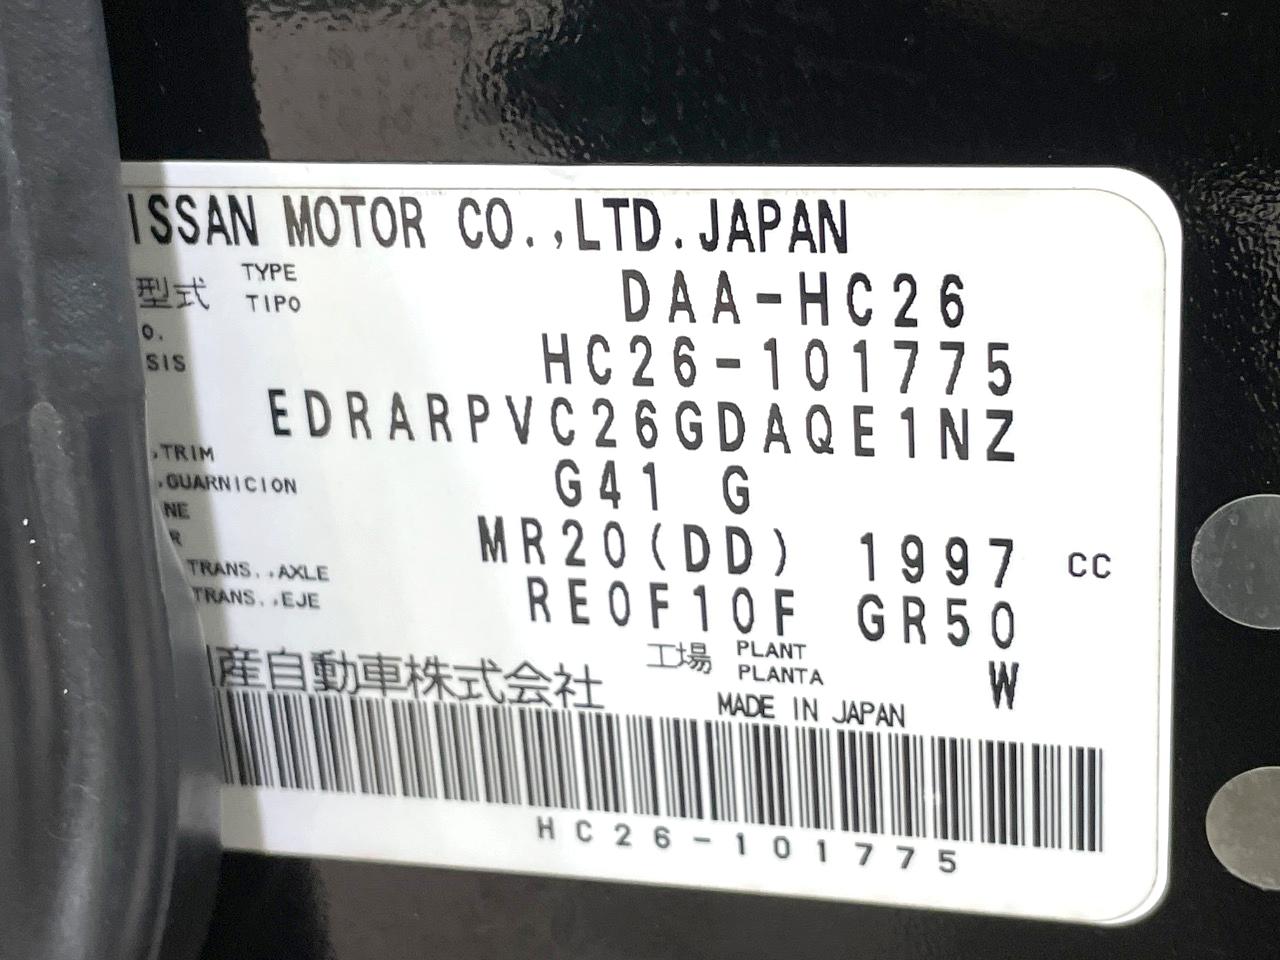 ISSAN MOTOR CO.,LTD.JAPAN
型式 TYPE TIPO DAA-HC26
O.
SIS HC26-101775
EDRARPVC26GDAQE1NZ
.TRIM
.GUARNICION G41 G
NE
R MR20(DD) 1997 CC
TRANS.,AXLE
TRANS.,EJE RE0F10F GR50
産自動車株式会社 工場 PLANT PLANTA W
MADE IN JAPAN
HC26-101775